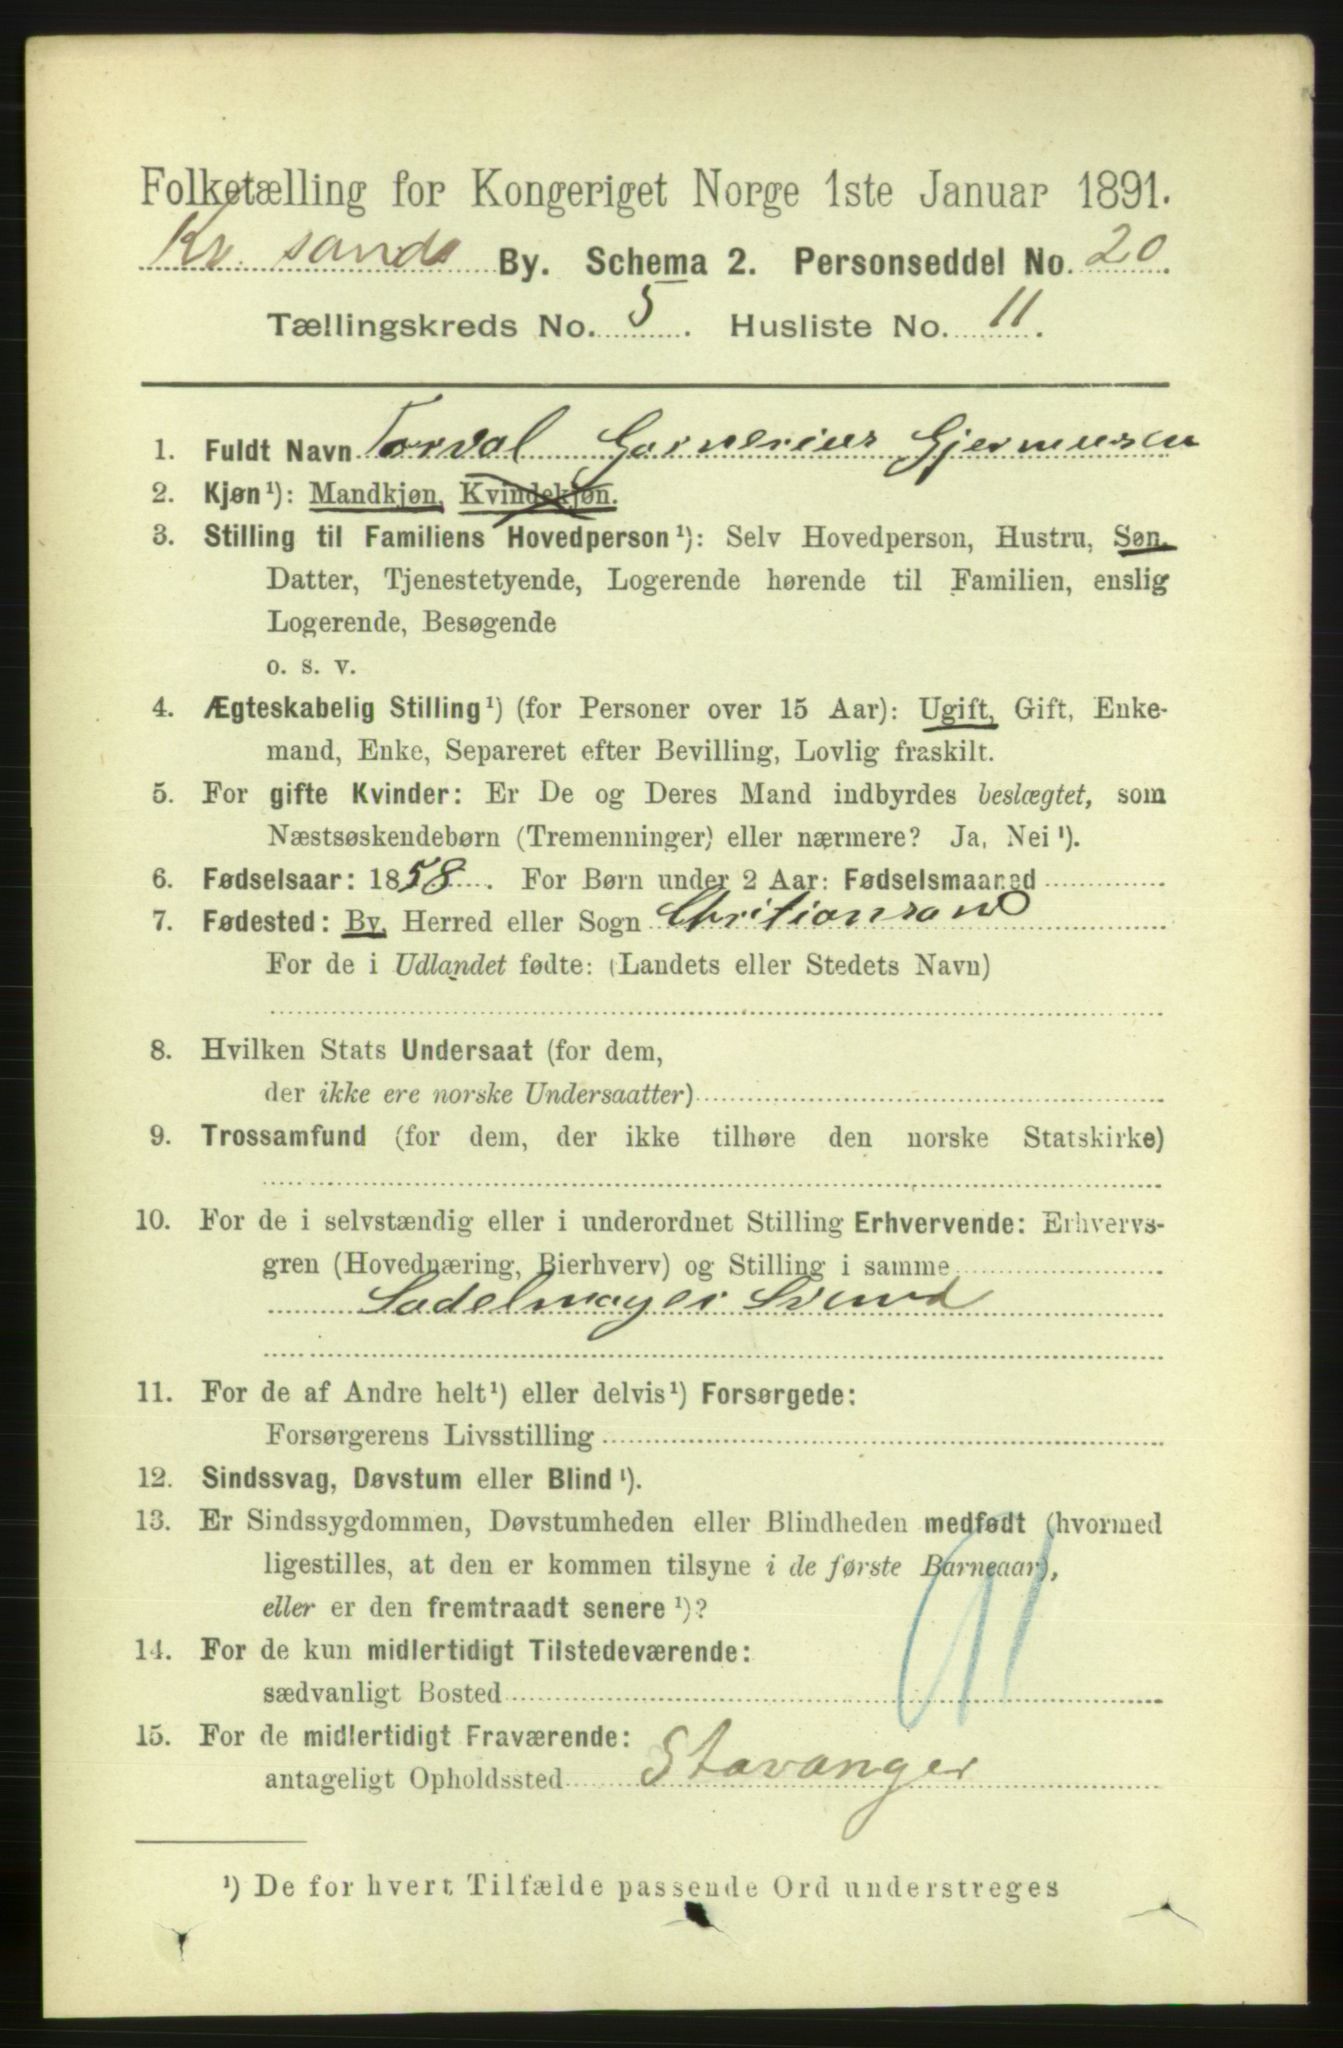 Folketælling for Kongeriget Norge 1ste Januar 1891.
Kr. sands By. Schema 2. Personseddel No. 20.
Tællingskreds No. 5. Husliste No. 11.
1. Fuldt Navn Torval Garnerius Gjermusen
2. Kjøn¹): Mandkjøn, Kvindekjøn.
3. Stilling til Familiens Hovedperson¹): Selv Hovedperson, Hustru, Søn,
Datter, Tjenestetyende, Logerende hørende til Familien, enslig
Logerende, Besøgende
o. s. v.
4. Ægteskabelig Stilling¹) (for Personer over 15 Aar): Ugift, Gift, Enke-
mand, Enke, Separeret efter Bevilling, Lovlig fraskilt.
5. For gifte Kvinder: Er De og Deres Mand indbyrdes beslægtet, som
Næstsøskendebørn (Tremenninger) eller nærmere? Ja, Nei¹).
6. Fødselsaar: 1858. For Børn under 2 Aar: Fødselsmaaned
7. Fødested: By, Herred eller Sogn Christiansand
For de i Udlandet fødte: (Landets eller Stedets Navn)
8. Hvilken Stats Undersaat (for dem,
der ikke ere norske Undersaatter)
9. Trossamfund (for dem, der ikke tilhøre den norske Statskirke)
10. For de i selvstændig eller i underordnet Stilling Erhvervende: Erhvervs-
gren (Hovednæring, Bierhverv) og Stilling i samme
Sadelmager Svend
11. For de af Andre helt¹) eller delvis¹) Forsørgede:
Forsørgerens Livsstilling
12. Sindssvag, Døvstum eller Blind¹).
13. Er Sindssygdommen, Døvstumheden eller Blindheden medfødt (hvormed
ligestilles, at den er kommen tilsyne i de første Barneaar),
eller er den fremtraadt senere¹)?
14. For de kun midlertidigt Tilstedeværende:
sædvanligt Bosted
15. For de midlertidigt Fraværende:
antageligt Opholdssted Stavanger
¹) De for hvert Tilfælde passende Ord understreges